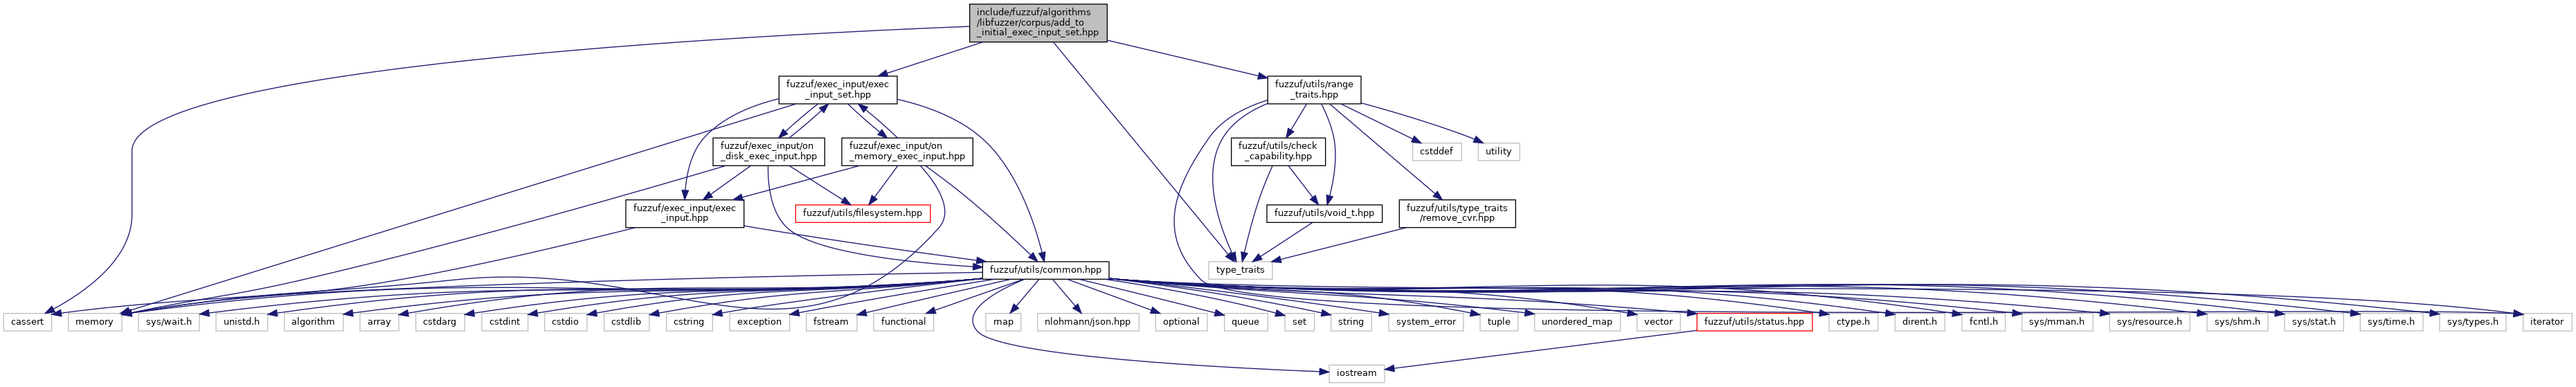 include/fuzzuf/algorithms
/libfuzzer/corpus/add_to
_initial_exec_input_set.hpp
fuzzuf/exec_input/exec
_input_set.hpp
fuzzuf/utils/range
_traits.hpp
fuzzuf/exec_input/on
_disk_exec_input.hpp
fuzzuf/exec_input/on
_memory_exec_input.hpp
fuzzuf/utils/check
_capability.hpp
cstddef
utility
fuzzuf/exec_input/exec
_input.hpp
fuzzuf/utils/filesystem.hpp
fuzzuf/utils/void_t.hpp
fuzzuf/utils/type_traits
/remove_cvr.hpp
fuzzuf/utils/common.hpp
type_traits
cassert
memory
sys/wait.h
unistd.h
algorithm
array
cstdarg
cstdint
cstdio
cstdlib
cstring
exception
fstream
functional
map
nlohmann/json.hpp
optional
queue
set
string
system_error
tuple
unordered_map
vector
fuzzuf/utils/status.hpp
ctype.h
dirent.h
fcntl.h
sys/mman.h
sys/resource.h
sys/shm.h
sys/stat.h
sys/time.h
sys/types.h
iterator
iostream